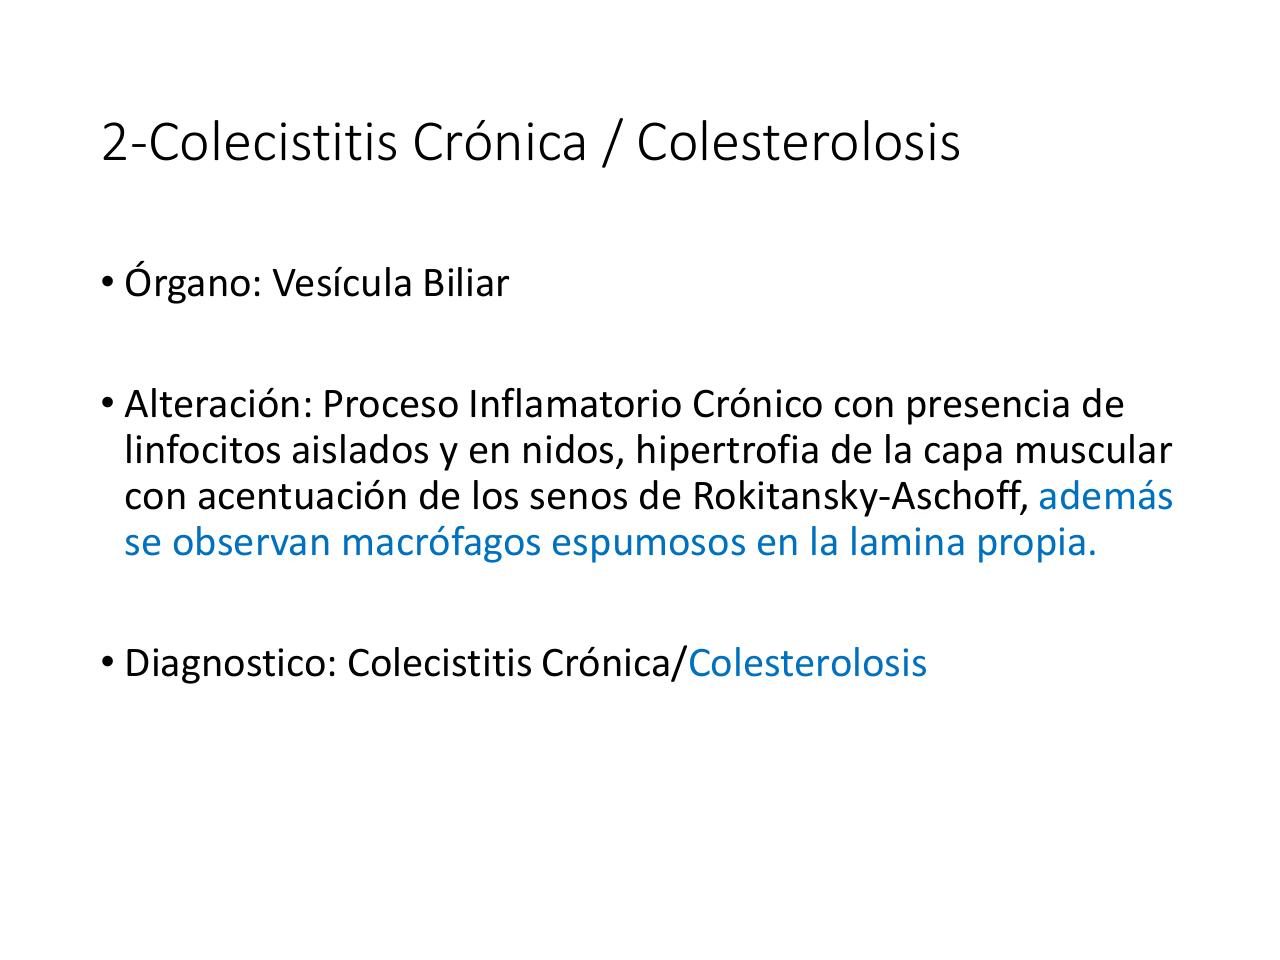 2-Colecistitis Crónica / Colesterolosis
• Órgano: Vesícula Biliar
• Alteración: Proceso Inflamatorio Crónico con presencia de
linfocitos aislados y en nidos, hipertrofia de la capa muscular
con acentuación de los senos de Rokitansky-Aschoff, además
se observan macrófagos espumosos en la lamina propia.
• Diagnostico: Colecistitis Crónica/Colesterolosis